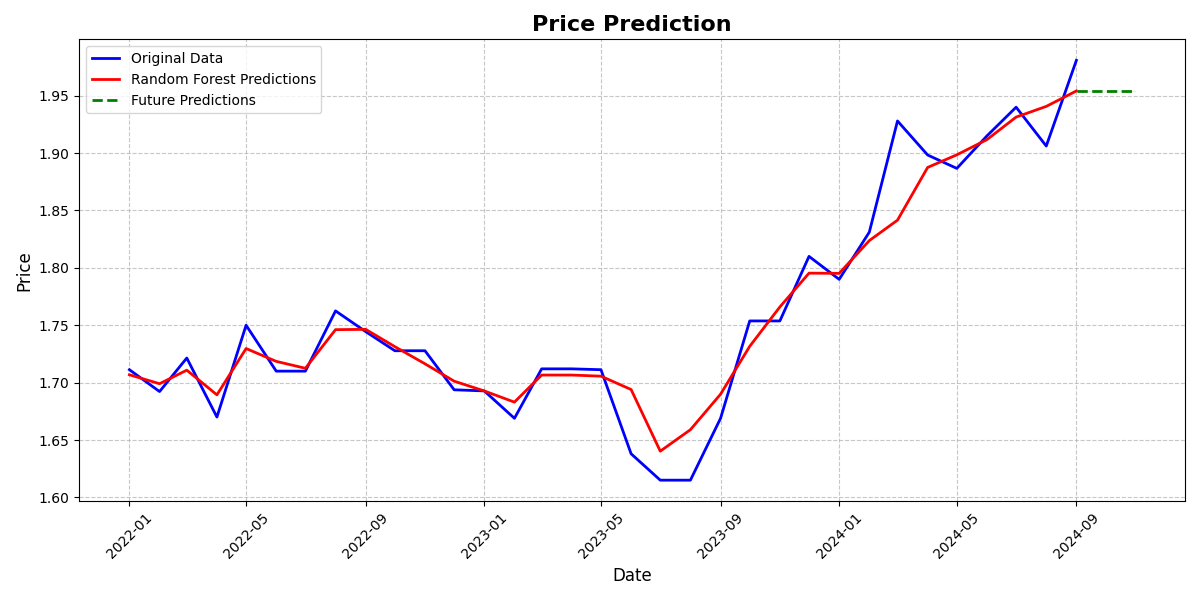 Price Prediction
Original Data
Random Forest Predictions
Future Predictions
Price
1.95
1.90
1.85
1.80
1.75
1.70
1.65
1.60
2022-01
2022-05
2022-09
2023-01
2023-05
2023-09
2024-01
2024-05
2024-09
Date